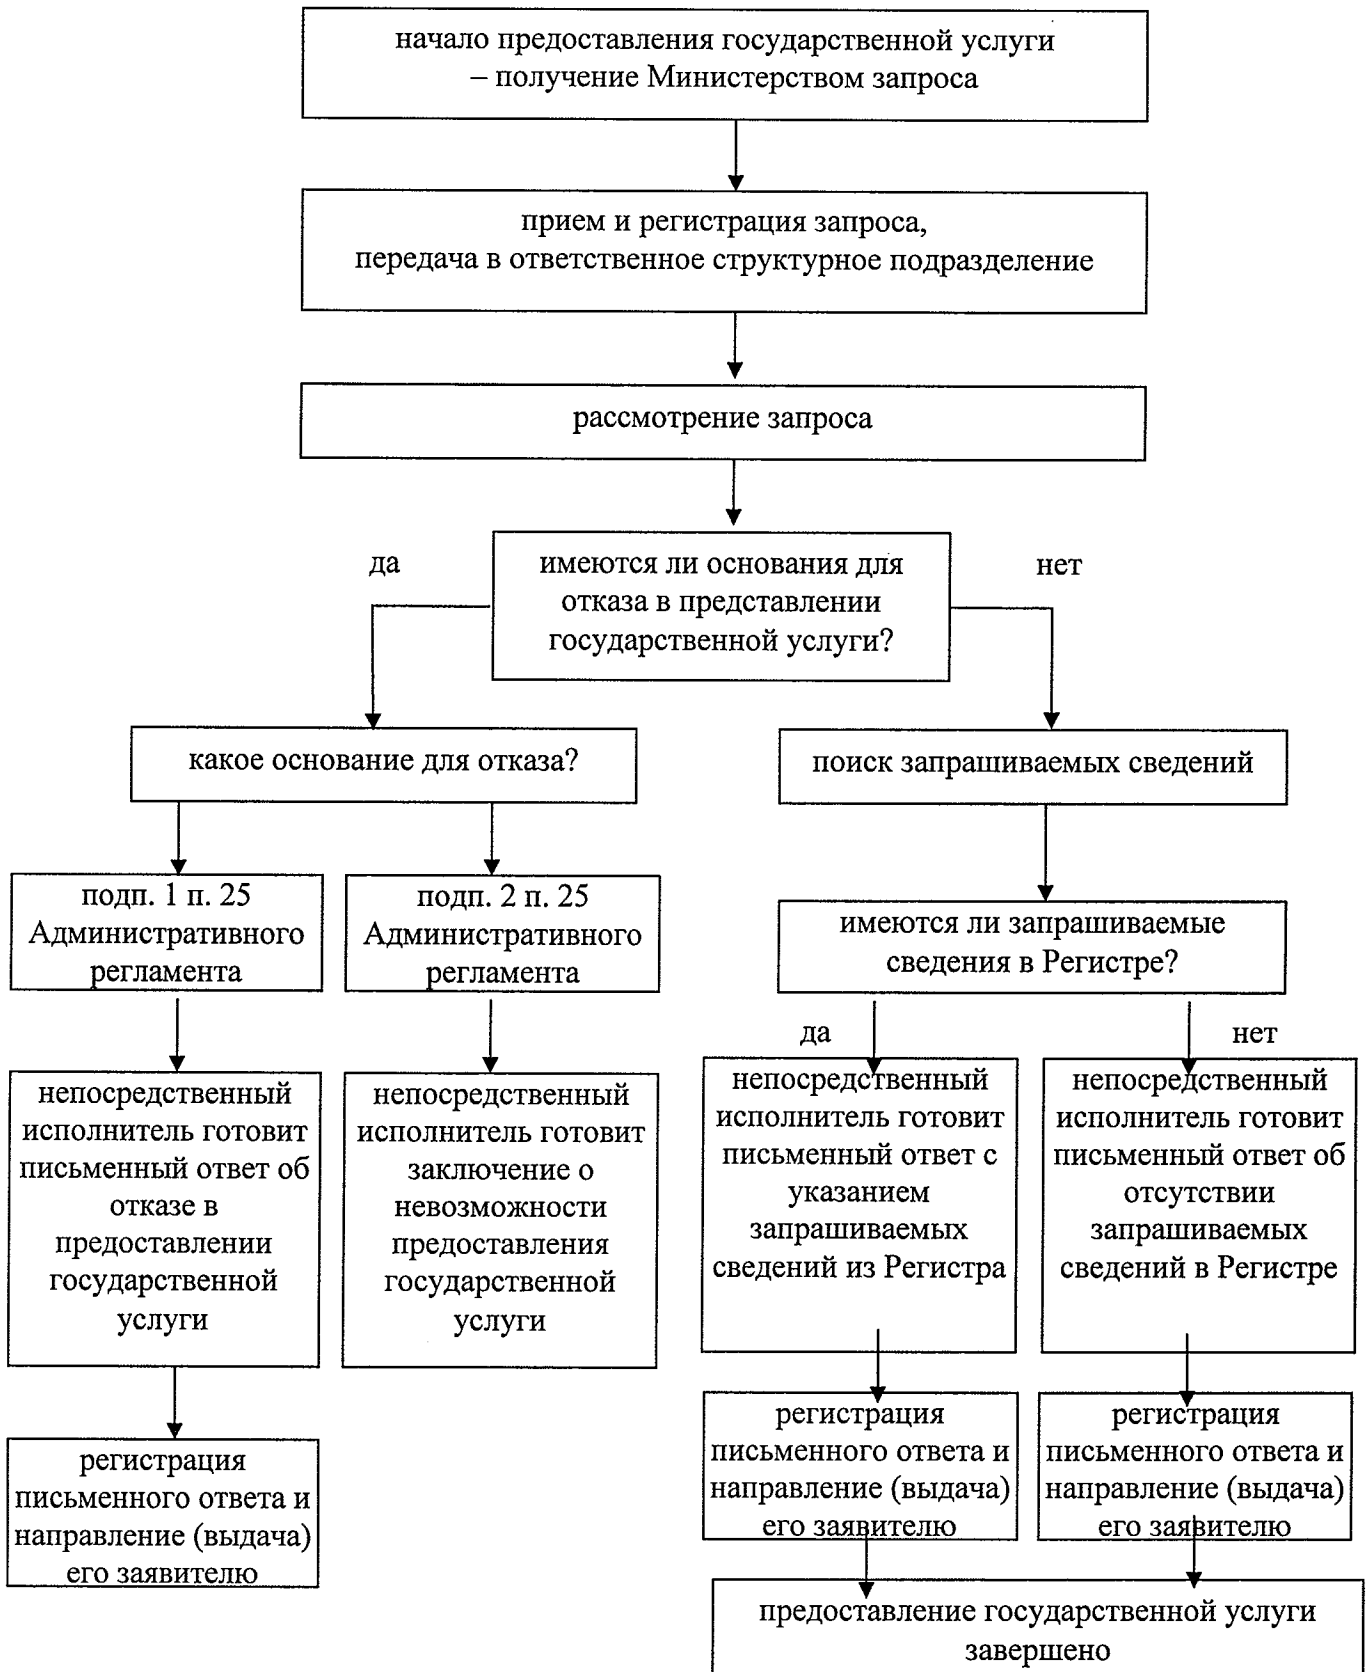 начало предоставления государственной услуги
– получение Министерством запроса
прием и регистрация запроса,
передача в ответственное структурное подразделение
рассмотрение запроса
да
имеются ли основания для
отказа в представлении
государственной услуги?
нет
какое основание для отказа?
поиск запрашиваемых сведений
подп. 1 п. 25
Административного
регламента
подп. 2 п. 25
Административного
регламента
имеются ли запрашиваемые
сведения в Регистре?
да
нет
непосредственный
исполнитель готовит
письменный ответ об
отказе в
предоставлении
государственной
услуги
непосредственный
исполнитель готовит
заключение о
невозможности
предоставления
государственной
услуги
непосредственный
исполнитель готовит
письменный ответ с
указанием
запрашиваемых
сведений из Регистра
непосредственный
исполнитель готовит
письменный ответ об
отсутствии
запрашиваемых
сведений в Регистре
регистрация
письменного ответа и
направление (выдача)
его заявителю
регистрация
письменного ответа и
направление (выдача)
его заявителю
регистрация
письменного ответа и
направление (выдача)
его заявителю
предоставление государственной услуги
завершено